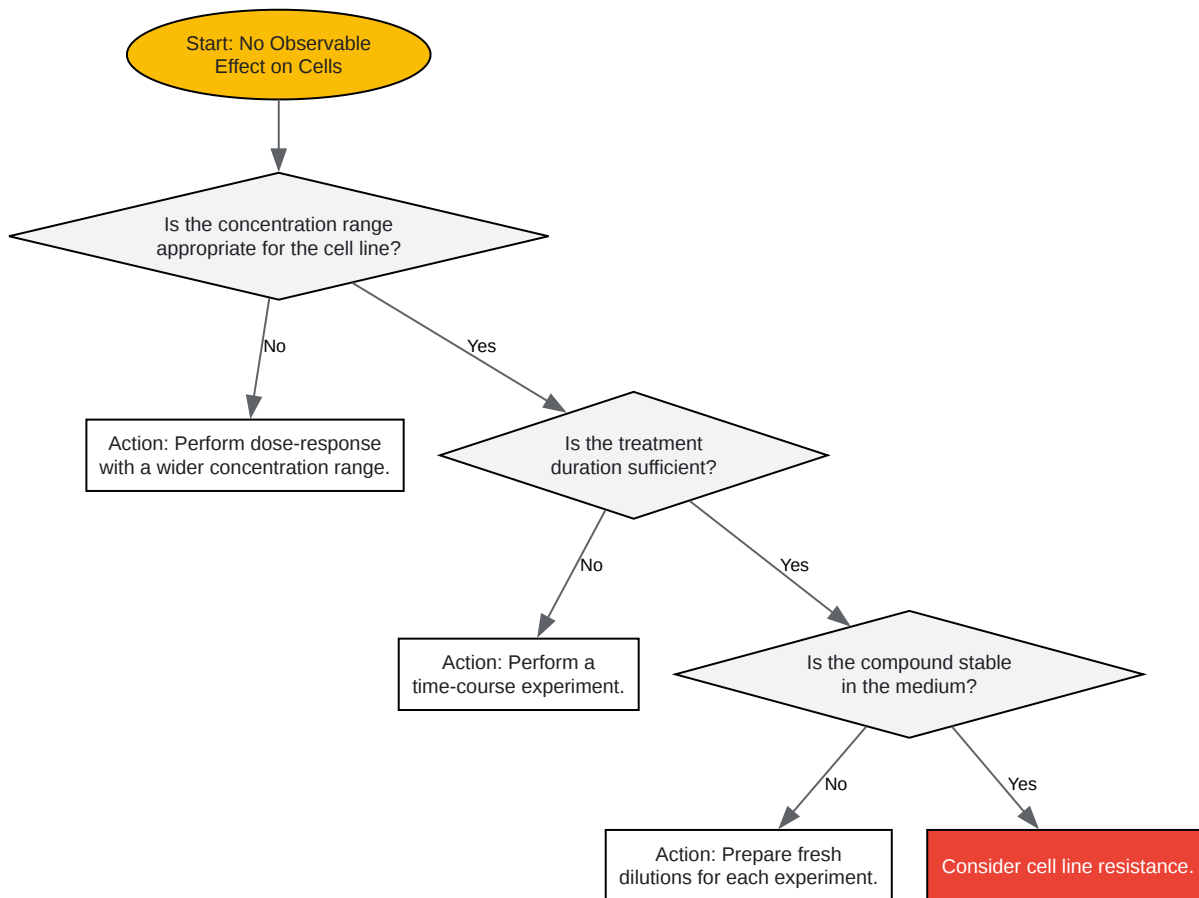 Start: No Observable
Effect on Cells
Is the concentration range
appropriate for the cell line?
No
Yes
Action: Perform dose-response
with a wider concentration range.
Is the treatment
duration sufficient?
No
Yes
Action: Perform a
time-course experiment.
Is the compound stable
in the medium?
No
Yes
Action: Prepare fresh
dilutions for each experiment.
Consider cell line resistance.